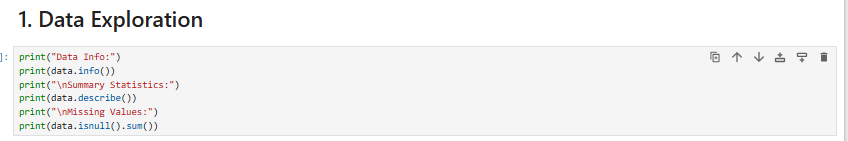 1. Data Exploration
]: print("Data Info:")
print(data.info())
print("\nSummary Statistics:")
print(data.describe())
print("\nMissing Values:")
print(data.isnull().sum())